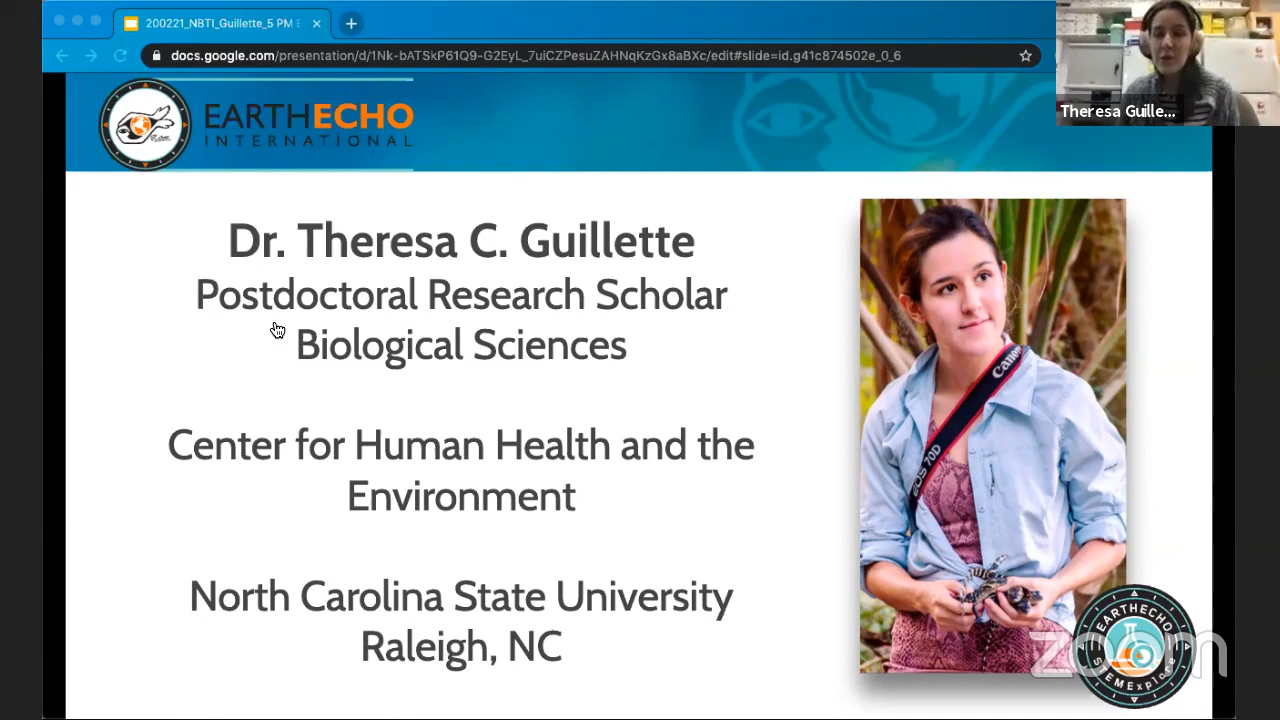 200221_NBTI_Guillette_5 PM E
docs.google.com/presentation/d/1Nk-bATSkP61Q9-G2EyL_7uiCZPesuZAHNqKzGx8aBXc/edit#slide=id.g41c874502e_0_6
Theresa Guille...
EARTHECHO
INTERNATIONAL
Dr. Theresa C. Guillette
Postdoctoral Research Scholar
Biological Sciences
Center for Human Health and the
Environment
North Carolina State University
Raleigh, NC
Canon
EOS 70D
EARTHECHO
STEMExplore
zoom